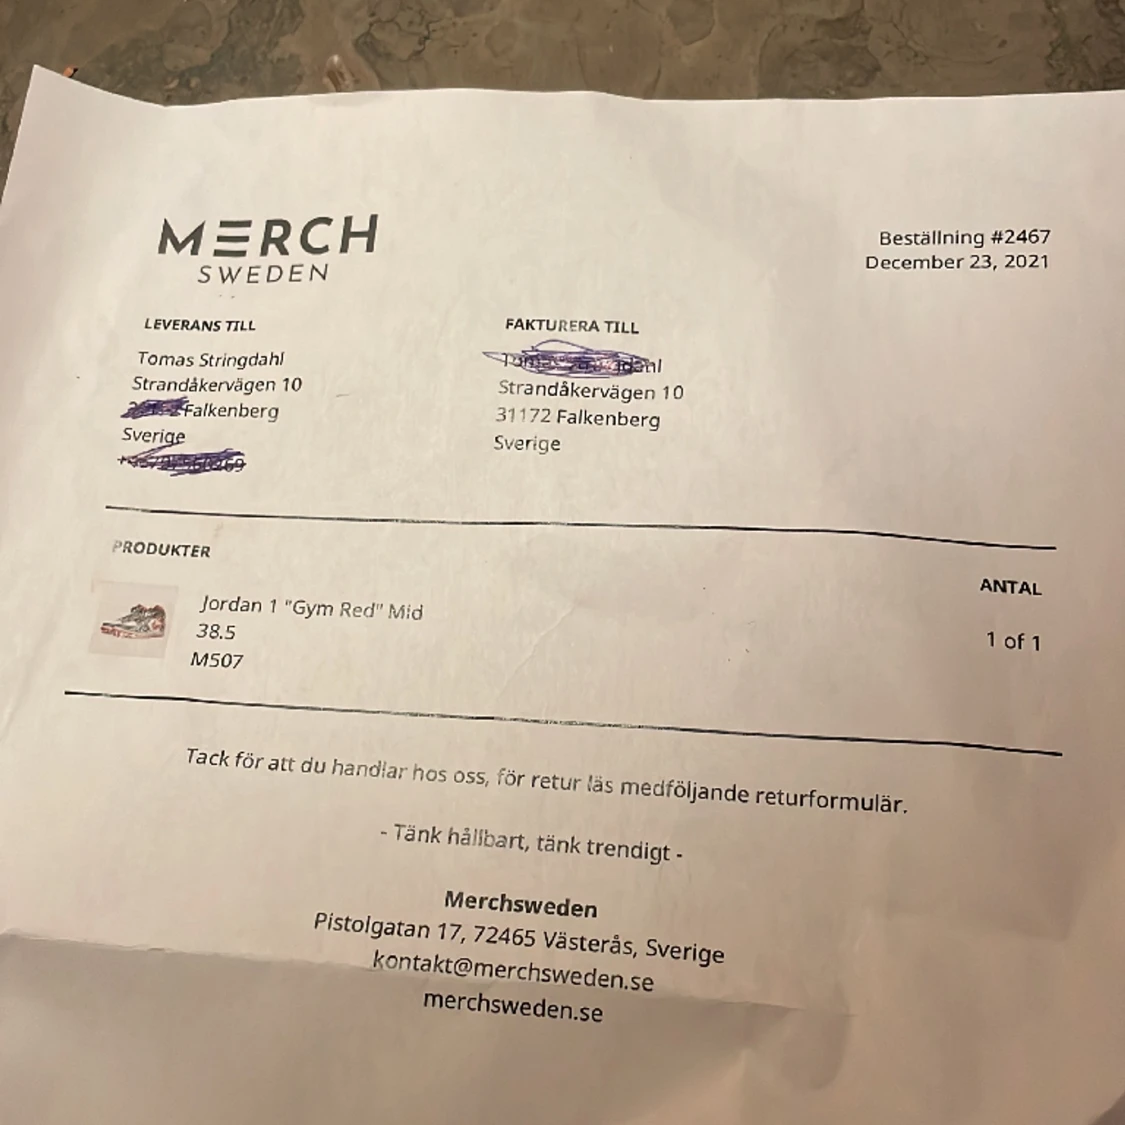 MERCH
SWEDEN
Beställning #2467
December 23, 2021
LEVERANS TILL
Tomas Stringdahl
Strandåkervägen 10
Falkenberg
Sverige
FAKTURERA TILL
Strandåkervägen 10
31172 Falkenberg
Sverige
PRODUKTER
ANTAL
Jordan 1 "Gym Red" Mid
38.5
M507
1 of 1
Tack för att du handlar hos oss, för retur läs medföljande returformulär.
- Tänk hållbart, tänk trendigt -
Merchsweden
Pistolgatan 17, 72465 Västerås, Sverige
kontakt@merchsweden.se
merchsweden.se